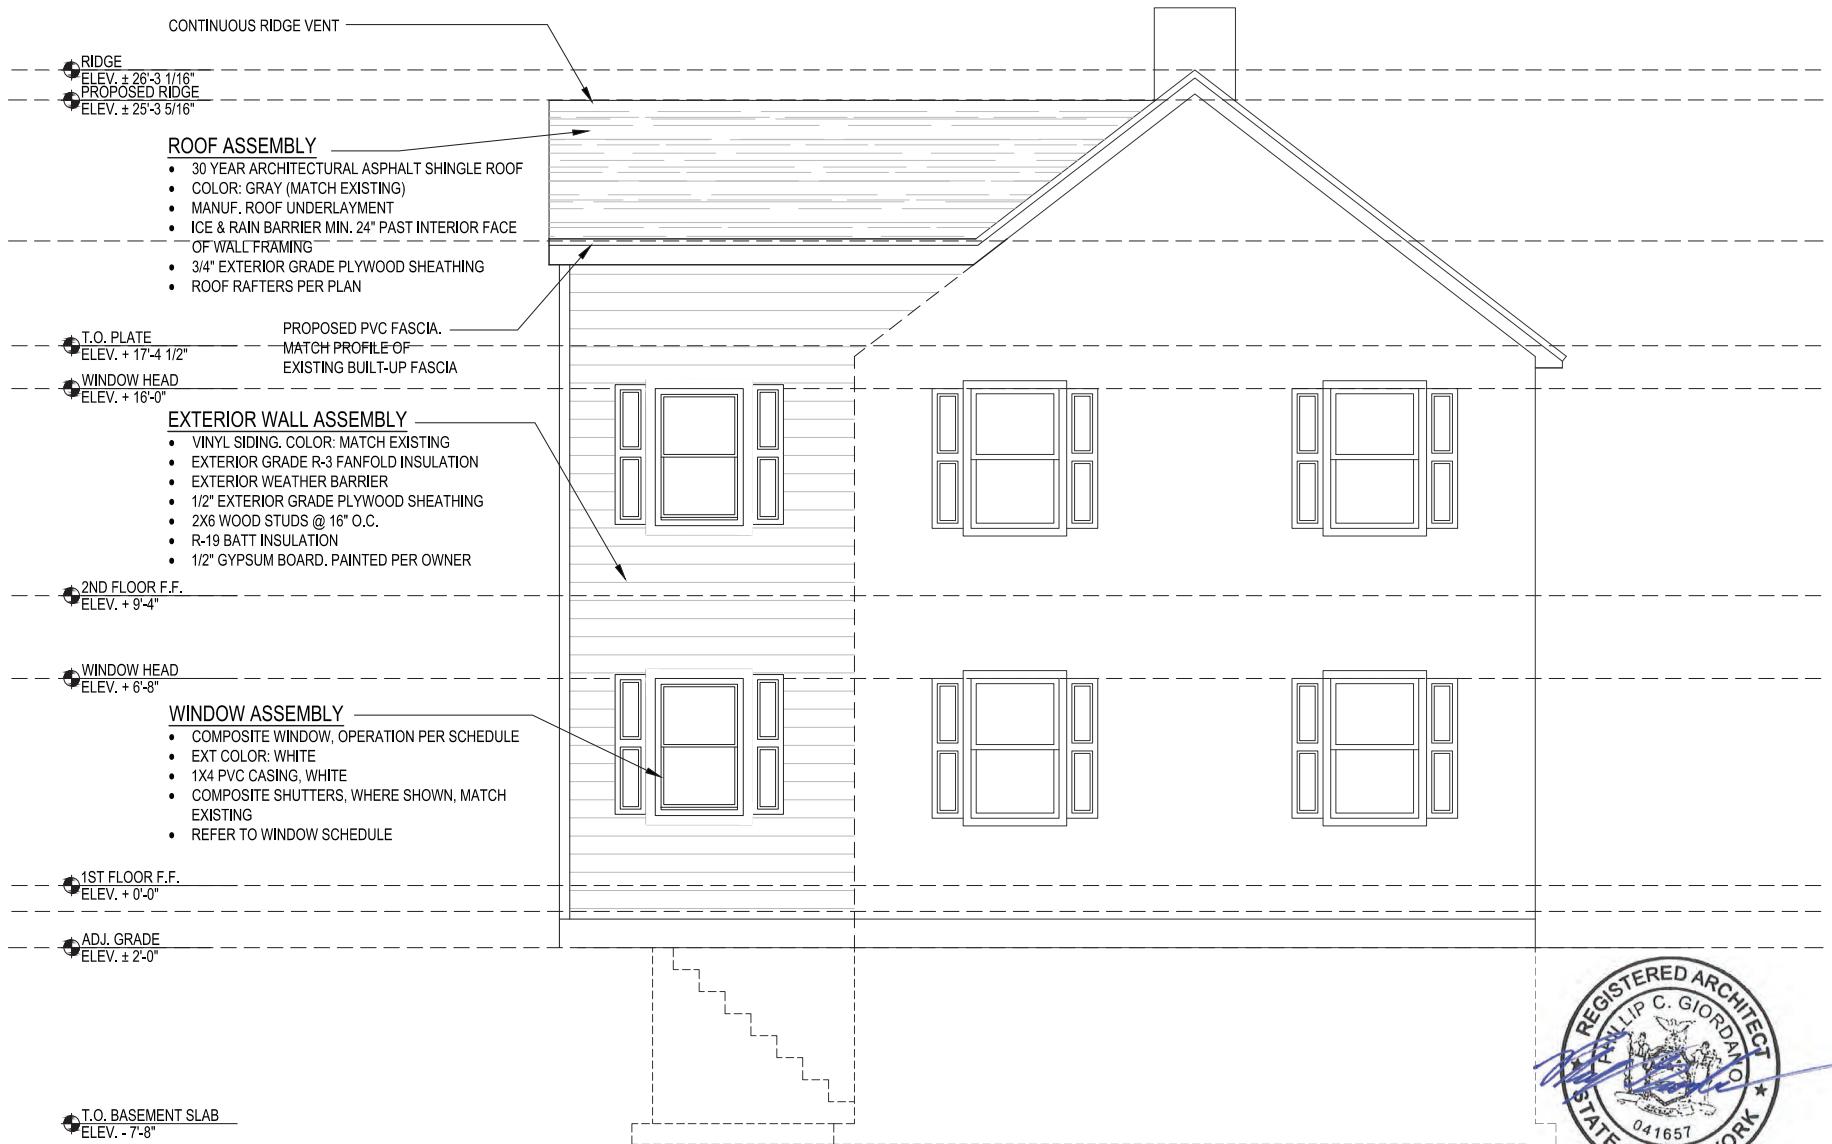 CONTINUOUS RIDGE VENT
RIDGE
ELEV. ± 26'-3 1/16"
PROPOSED RIDGE
ELEV. ± 25'-3 5/16"
ROOF ASSEMBLY
• 30 YEAR ARCHITECTURAL ASPHALT SHINGLE ROOF
• COLOR: GRAY (MATCH EXISTING)
• MANUF. ROOF UNDERLAYMENT
• ICE & RAIN BARRIER MIN. 24" PAST INTERIOR FACE
OF WALL FRAMING
• 3/4" EXTERIOR GRADE PLYWOOD SHEATHING
• ROOF RAFTERS PER PLAN
PROPOSED PVC FASCIA.
MATCH PROFILE OF
EXISTING BUILT-UP FASCIA
T.O. PLATE
ELEV. + 17'-4 1/2"
WINDOW HEAD
ELEV. + 16'-0"
EXTERIOR WALL ASSEMBLY
• VINYL SIDING. COLOR: MATCH EXISTING
• EXTERIOR GRADE R-3 FANFOLD INSULATION
• EXTERIOR WEATHER BARRIER
• 1/2" EXTERIOR GRADE PLYWOOD SHEATHING
• 2X6 WOOD STUDS @ 16" O.C.
• R-19 BATT INSULATION
• 1/2" GYPSUM BOARD. PAINTED PER OWNER
2ND FLOOR F.F.
ELEV. + 9'-4"
WINDOW HEAD
ELEV. + 6'-8"
WINDOW ASSEMBLY
• COMPOSITE WINDOW, OPERATION PER SCHEDULE
• EXT COLOR: WHITE
• 1X4 PVC CASING, WHITE
• COMPOSITE SHUTTERS, WHERE SHOWN, MATCH
EXISTING
• REFER TO WINDOW SCHEDULE
1ST FLOOR F.F.
ELEV. + 0'-0"
ADJ. GRADE
ELEV. ± 2'-0"
T.O. BASEMENT SLAB
ELEV. - 7'-8"
REGISTERED ARCHITECT
C. GIORDANO
STATE
YORK
041657